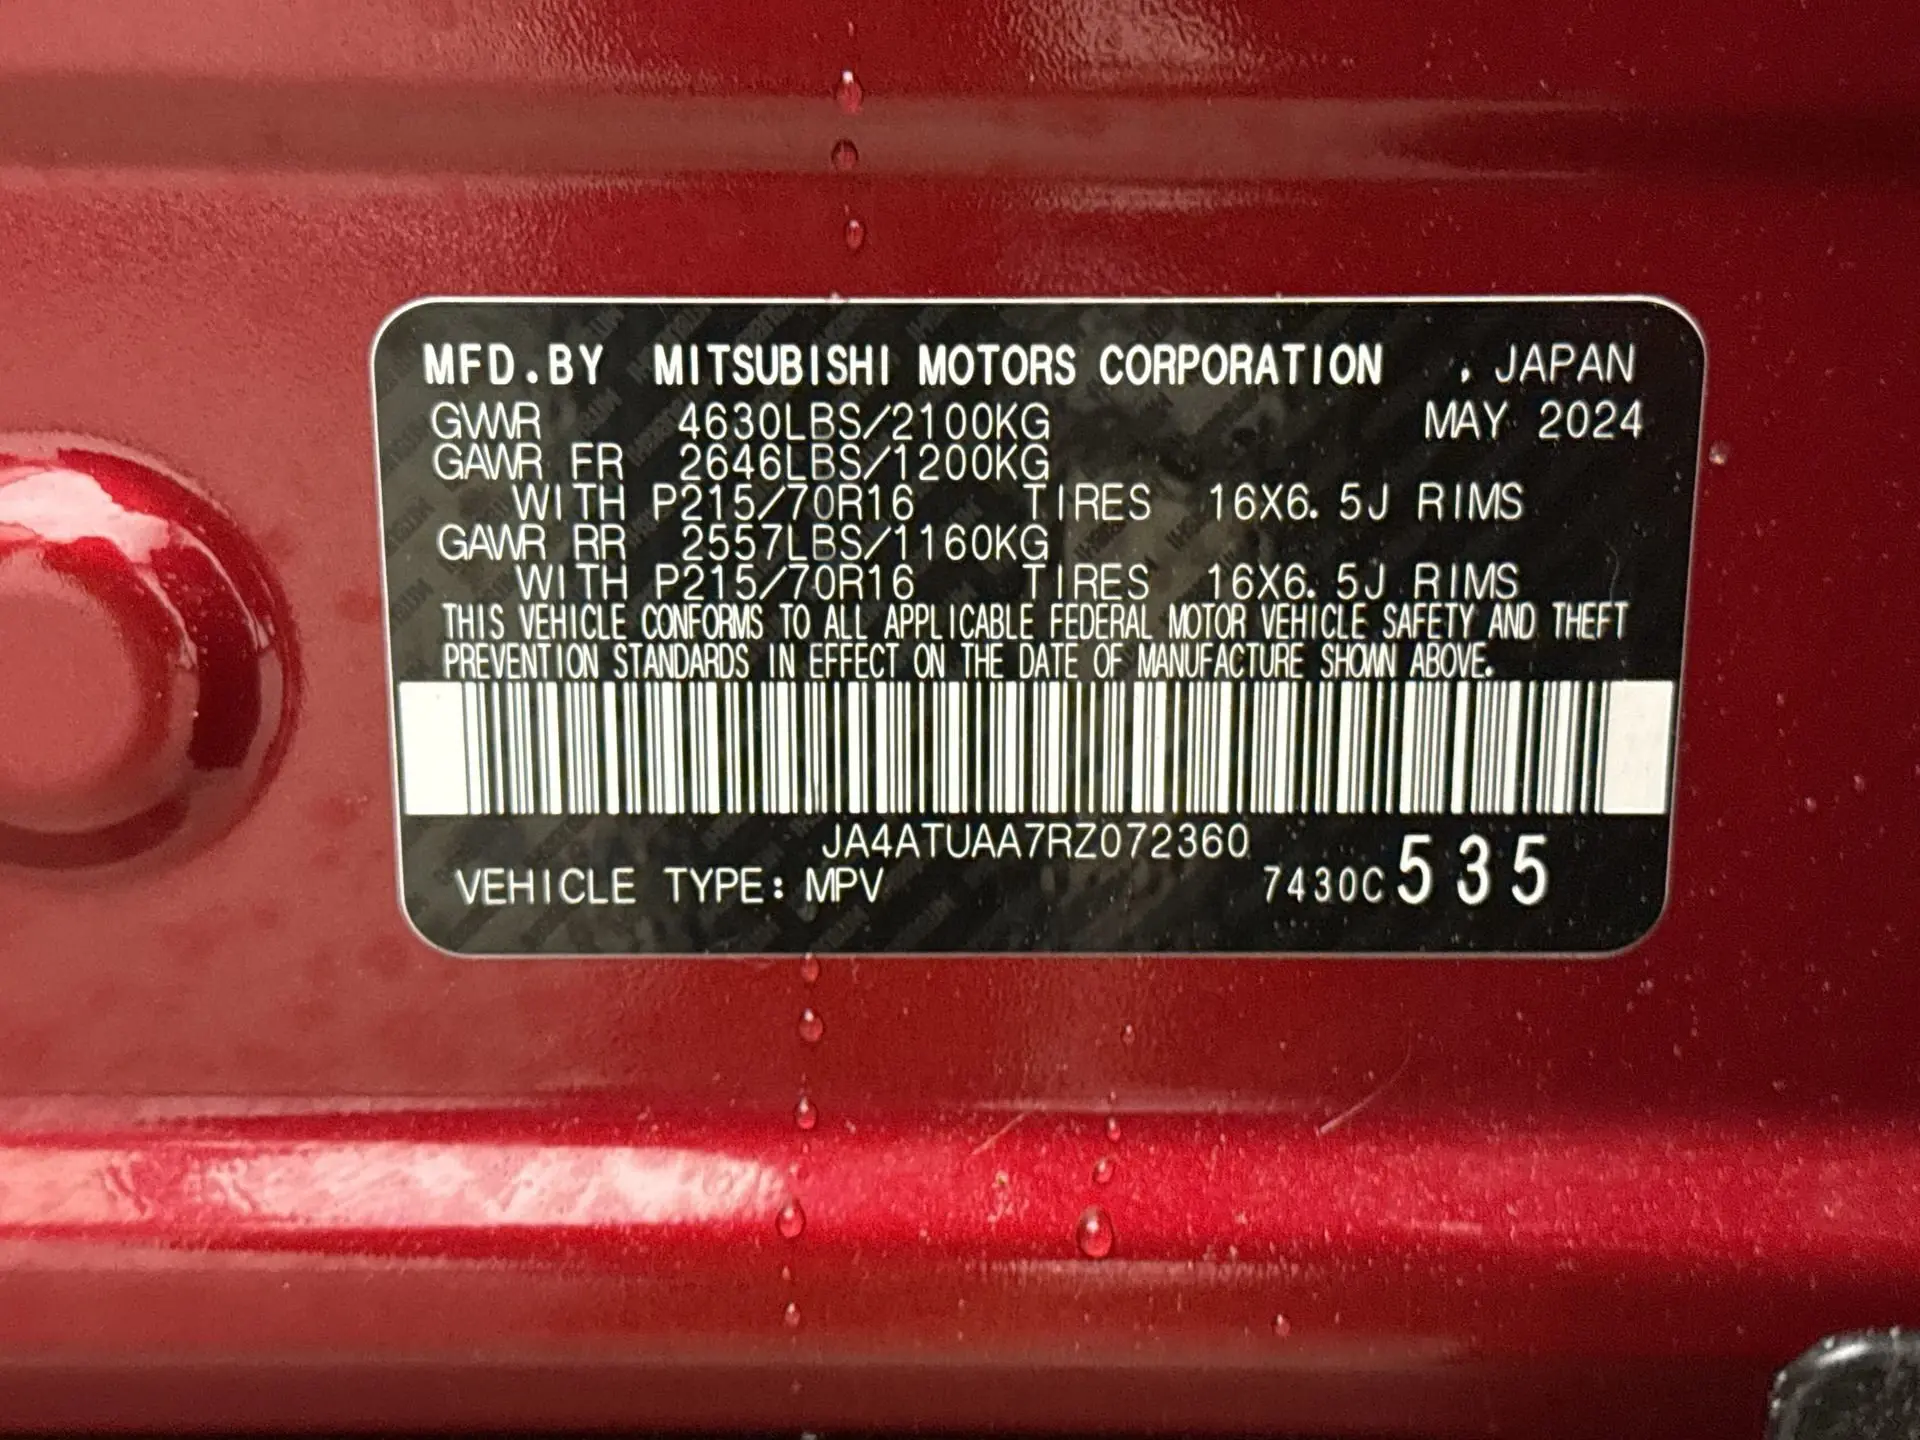 MFD.BY MITSUBISHI MOTORS CORPORATION , JAPAN
GVWR 4630LBS/2100KG MAY 2024
GAWR FR 2646LBS/1200KG
WITH P215/70R16 TIRES 16X6.5J RIMS
GAWR RR 2557LBS/1160KG
WITH P215/70R16 TIRES 16X6.5J RIMS
THIS VEHICLE CONFORMS TO ALL APPLICABLE FEDERAL MOTOR VEHICLE SAFETY AND THEFT
PREVENTION STANDARDS IN EFFECT ON THE DATE OF MANUFACTURE SHOWN ABOVE.
JA4ATUAA7RZ072360
VEHICLE TYPE: MPV 7430C 535